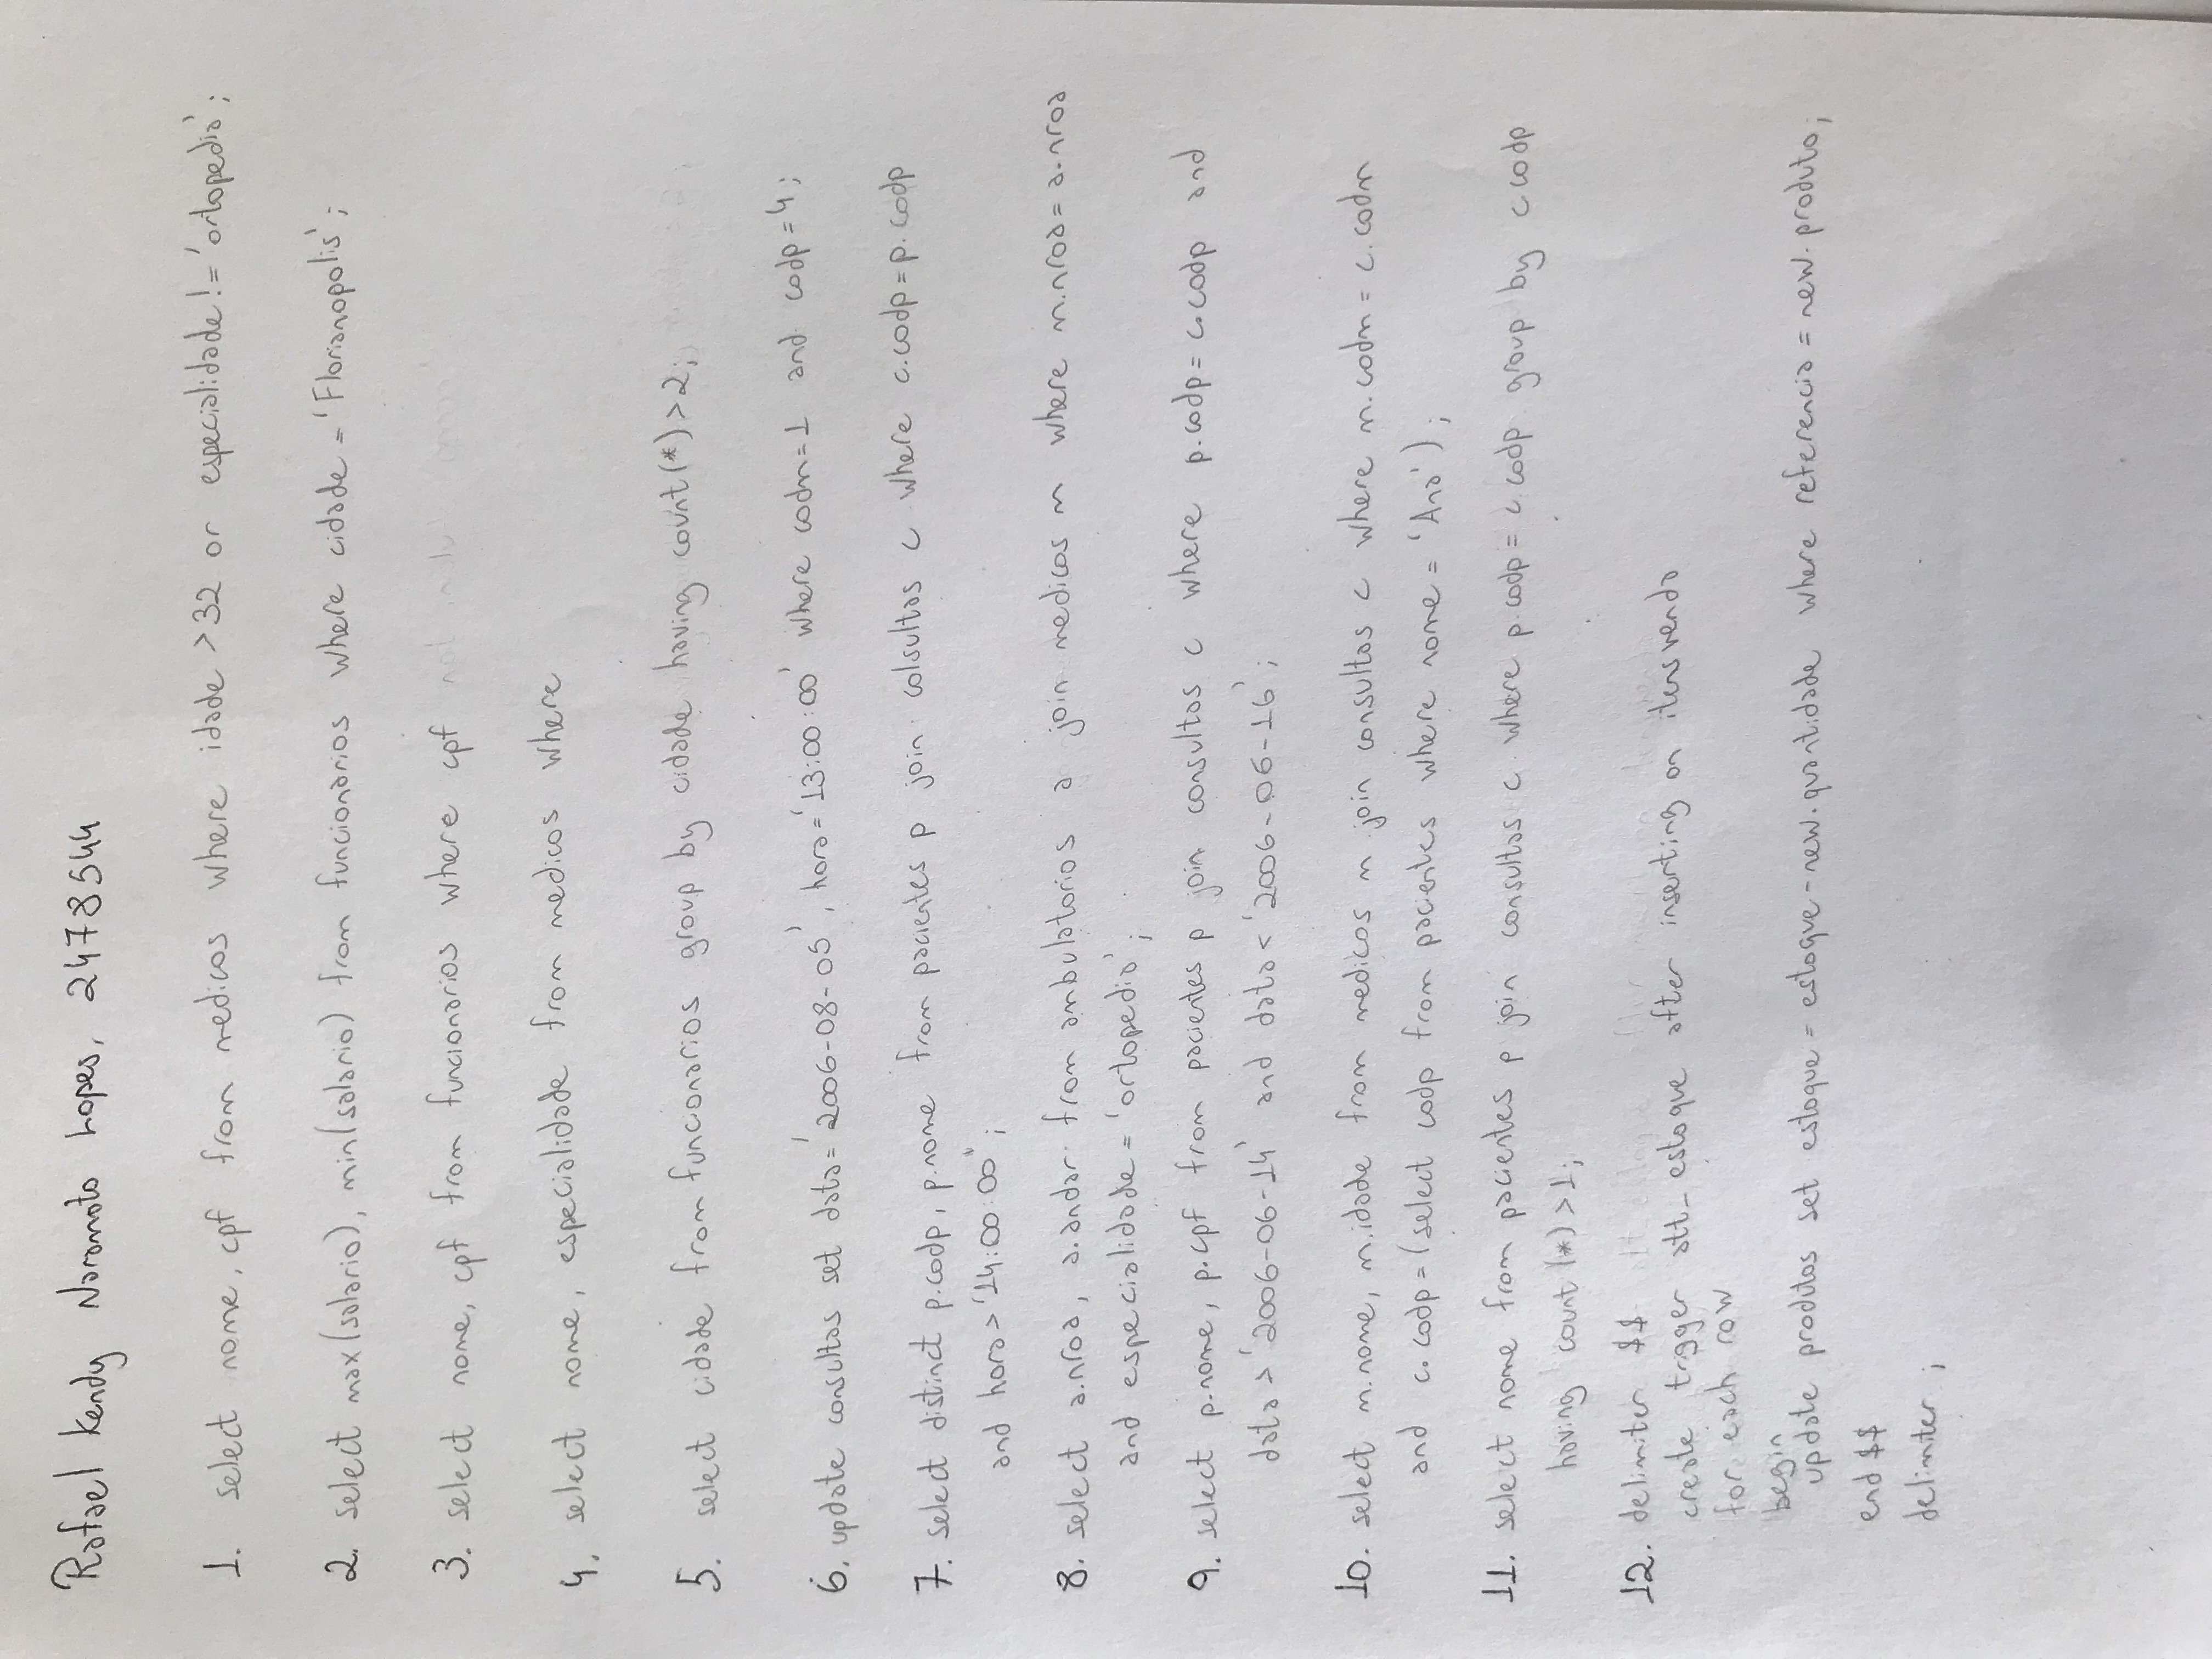 Rafael Kendy Naramoto Lopes, 2478544
1. select nome, cpf from medicos where idade > 32 or especialidade != 'ortopedia';
2. select max(salario), min(salario) from funcionarios where cidade = 'Florianopolis';
3. select nome, cpf from funcionarios where cpf
4. select nome, especialidade from medicos where
5. select cidade from funcionarios group by cidade having count(*) > 2;
6. update consultas set data = '2006-08-05', hora = '13:00:00' where codm = 1 and codp = 4;
7. select distinct p.codp, p.nome from pacientes p join colsultas c where c.codp = p.codp
and hora > '14:00:00';
8. select a.nroa, a.andar from ambulatorios a join medicos m where m.nroa = a.nroa
and especialidade = 'ortopedia';
9. select p.nome, p.cpf from pacientes p join consultas c where p.codp = c.codp and
data > '2006-06-14' and data < '2006-06-16';
10. select m.nome, m.idade from medicos m join consultas c where m.codm = c.codm
and c.codp = (select codp from pacientes where nome = 'Ana');
11. select nome from pacientes p join consultas c where p.codp = c.codp group by c.codp
having count(*) > 1;
12. delimiter $$
create trigger att_estoque after inserting on itensvenda
for each row
begin
update produtos set estoque = estoque - new.quantidade where referencia = new.produto;
end $$
delimiter ;